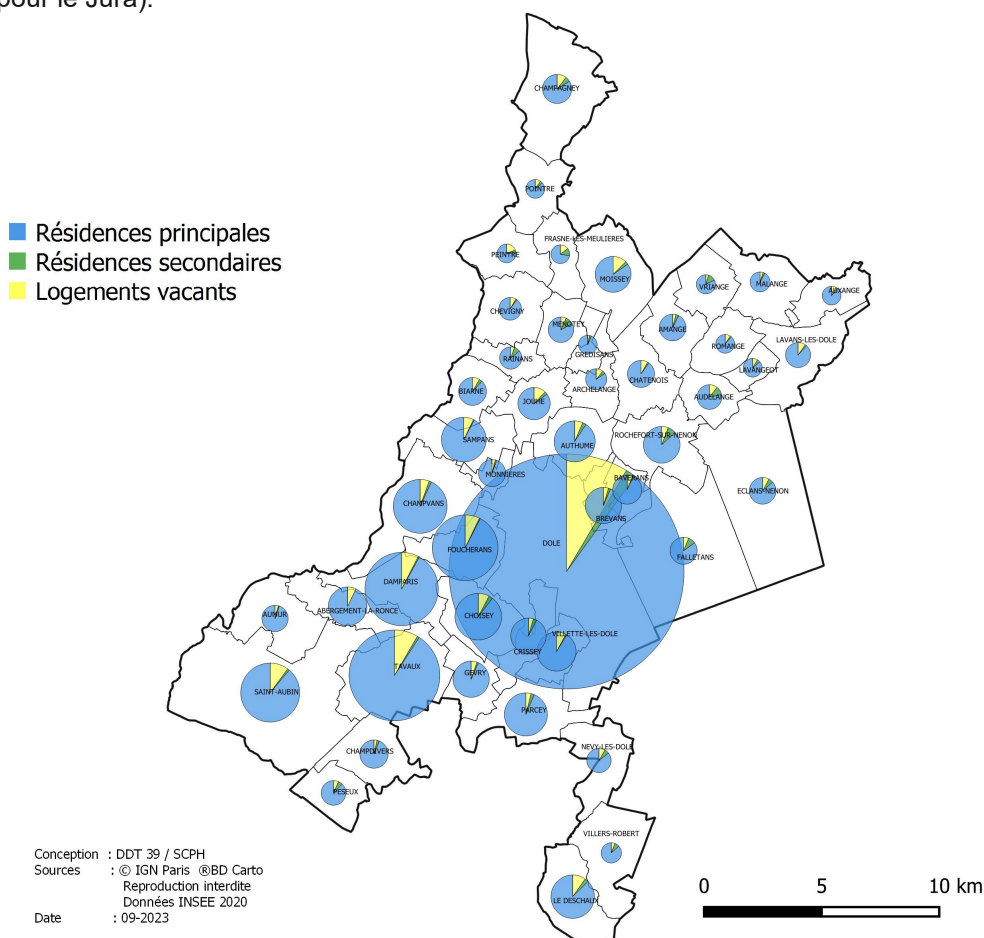 pour le Jura).
CHAMPAGNEY
POINTRE
Résidences principales
Résidences secondaires
Logements vacants
FRASNE-LES-MEULIERES
PEINTRE
MOISSEY
VRIANGE
MALANGE
AUXANGE
CHEVIGNY
MENOTEY
AMANGE
GREDISANS
ROMANGE
LAVANS-LES-DOLE
RAINANS
LAVANGEOT
CHATENOIS
ARCHELANGE
BIARNE
JOUHE
AUDELANGE
SAMPANS
AUTHUME
ROCHEFORT-SUR-NENON
MONNIERES
BAVERANS
ECLANS-NENON
CHAMPVANS
BREVANS
DOLE
FOUCHERANS
FALLETANS
DAMPARIS
ABERGEMENT-LA-RONCE
AUMUR
CHOISEY
VILLETTE-LES-DOLE
CRISSEY
TAVAUX
GEVRY
SAINT-AUBIN
PARCEY
NEVY-LES-DOLE
CHAMPDIVERS
PESEUX
VILLERS-ROBERT
LE DESCHAUX
Conception : DDT 39 / SCPH
Sources : © IGN Paris ®BD Carto
Reproduction interdite
Données INSEE 2020
Date : 09-2023
0 5 10 km